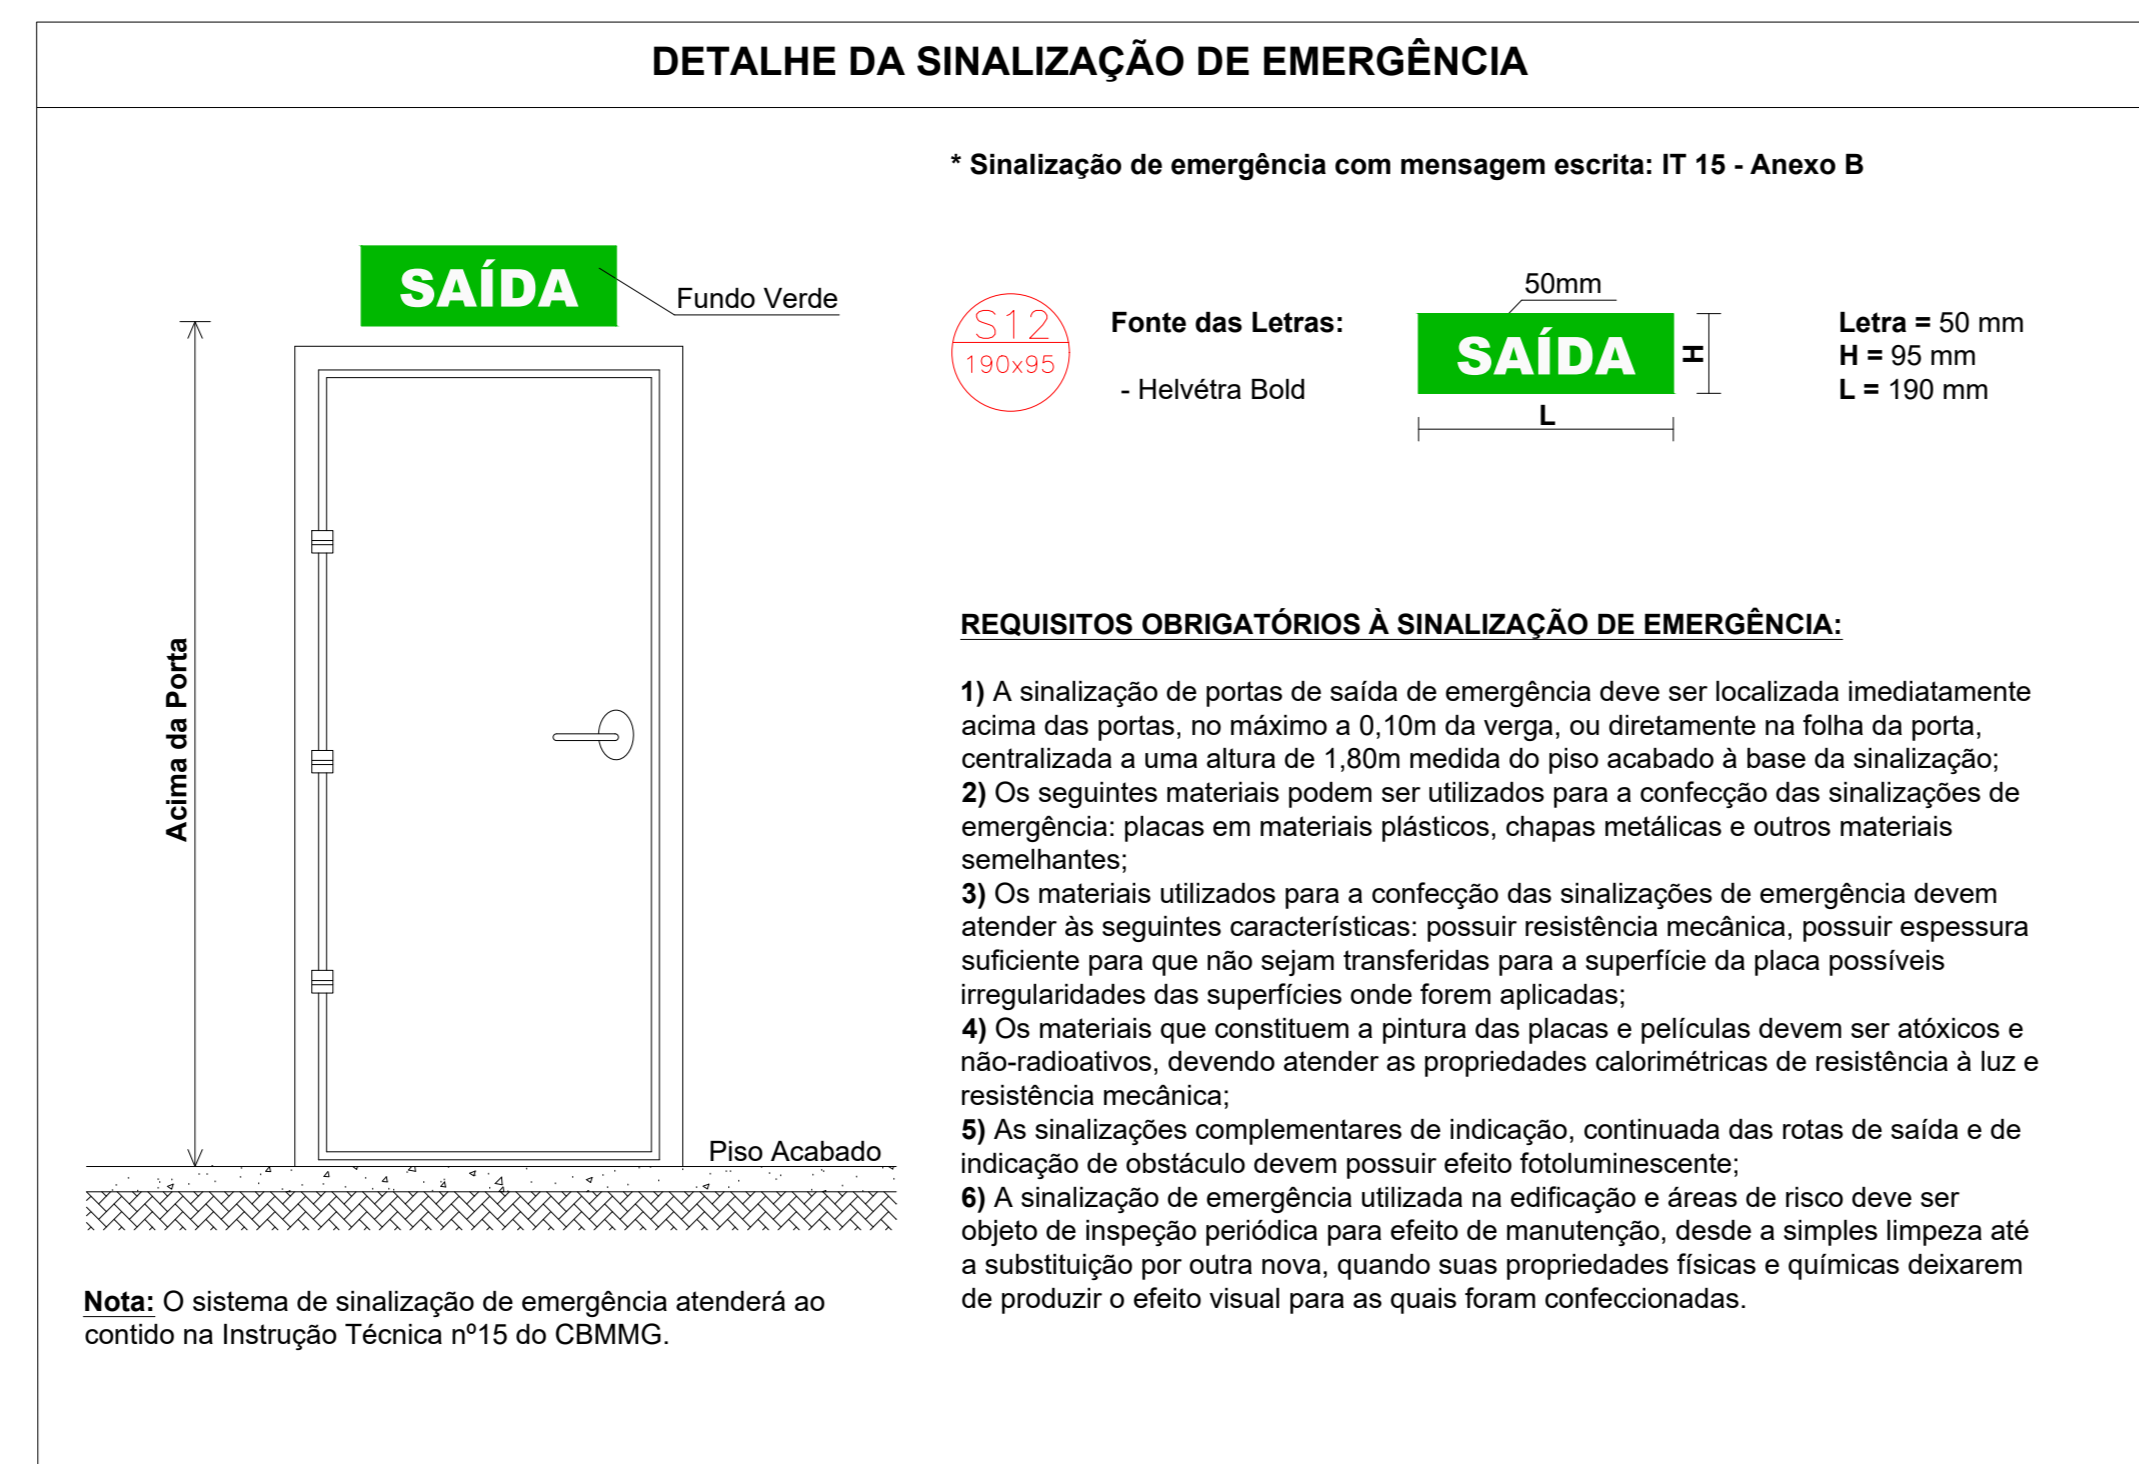 DETALHE DA SINALIZAÇÃO DE EMERGÊNCIA
* Sinalização de emergência com mensagem escrita: IT 15 - Anexo B
SAÍDA
Fundo Verde
Acima da Porta
Piso Acabado
Nota: O sistema de sinalização de emergência atenderá ao
contido na Instrução Técnica nº15 do CBMMG.
S12
190x95
Fonte das Letras:
- Helvétra Bold
50mm
SAÍDA
H
L
Letra = 50 mm
H = 95 mm
L = 190 mm
REQUISITOS OBRIGATÓRIOS À SINALIZAÇÃO DE EMERGÊNCIA:
1) A sinalização de portas de saída de emergência deve ser localizada imediatamente
acima das portas, no máximo a 0,10m da verga, ou diretamente na folha da porta,
centralizada a uma altura de 1,80m medida do piso acabado à base da sinalização;
2) Os seguintes materiais podem ser utilizados para a confecção das sinalizações de
emergência: placas em materiais plásticos, chapas metálicas e outros materiais
semelhantes;
3) Os materiais utilizados para a confecção das sinalizações de emergência devem
atender às seguintes características: possuir resistência mecânica, possuir espessura
suficiente para que não sejam transferidas para a superfície da placa possíveis
irregularidades das superfícies onde forem aplicadas;
4) Os materiais que constituem a pintura das placas e películas devem ser atóxicos e
não-radioativos, devendo atender as propriedades calorimétricas de resistência à luz e
resistência mecânica;
5) As sinalizações complementares de indicação, continuada das rotas de saída e de
indicação de obstáculo devem possuir efeito fotoluminescente;
6) A sinalização de emergência utilizada na edificação e áreas de risco deve ser
objeto de inspeção periódica para efeito de manutenção, desde a simples limpeza até
a substituição por outra nova, quando suas propriedades físicas e químicas deixarem
de produzir o efeito visual para as quais foram confeccionadas.